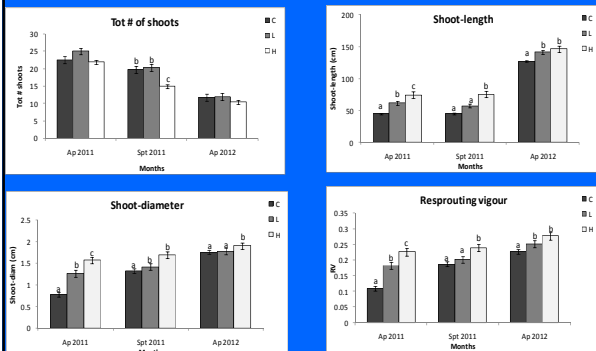 Tot # of shoots
C
L
H
Tot # shoots
30
25
20
15
10
5
0
b b c
Ap 2011 Spt 2011 Ap 2012
Months
Shoot-length
C
L
H
Shoot-length (cm)
200
150
100
50
0
a b c a a b a b b
Ap 2011 Spt 2011 Ap 2012
Months
Shoot-diameter
C
L
H
Shoot-diam (cm)
2.5
2
1.5
1
0.5
0
a b c a a b a a b
Ap 2011 Spt 2011 Ap 2012
Resprouting vigour
C
L
H
RV
0.35
0.3
0.25
0.2
0.15
0.1
0.05
0
a b c a a b a b b
Ap 2011 Spt 2011 Ap 2012
Months